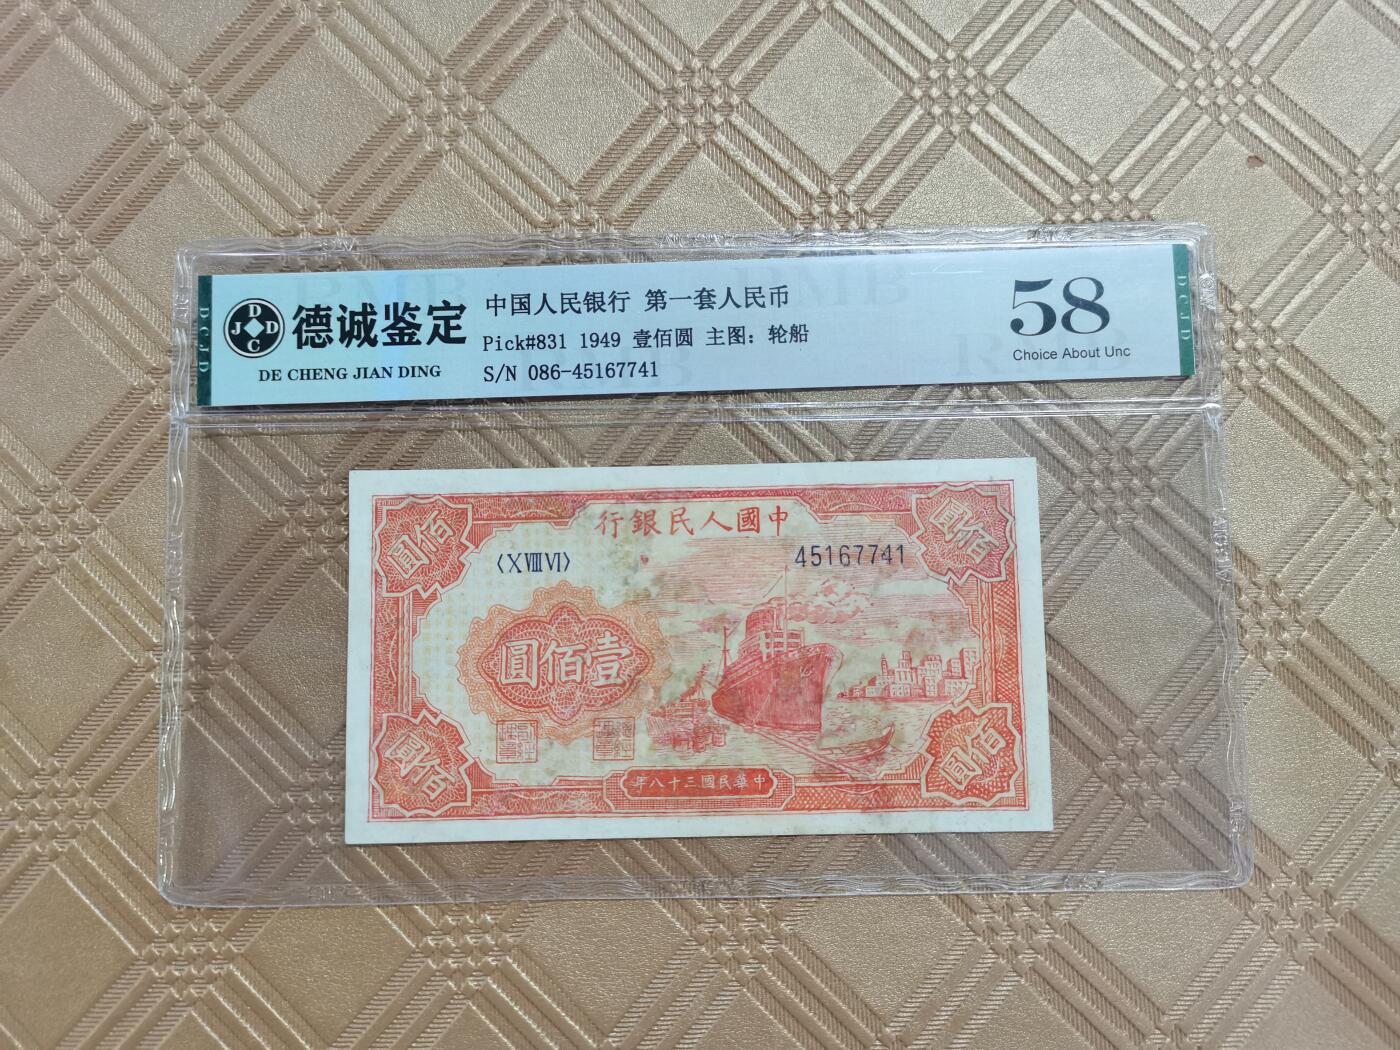 DCJD
德诚鉴定
DE CHENG JIAN DING
中国人民银行 第一套人民币
Pick#831 1949 壹佰圆 主图：轮船
S/N 086-45167741
58
Choice About Unc
DCJD
行銀民人國中
〈ⅩⅧⅥ〉
45167741
圓佰
圓佰
圓佰壹
圓佰
圓佰
年八十三國民華中